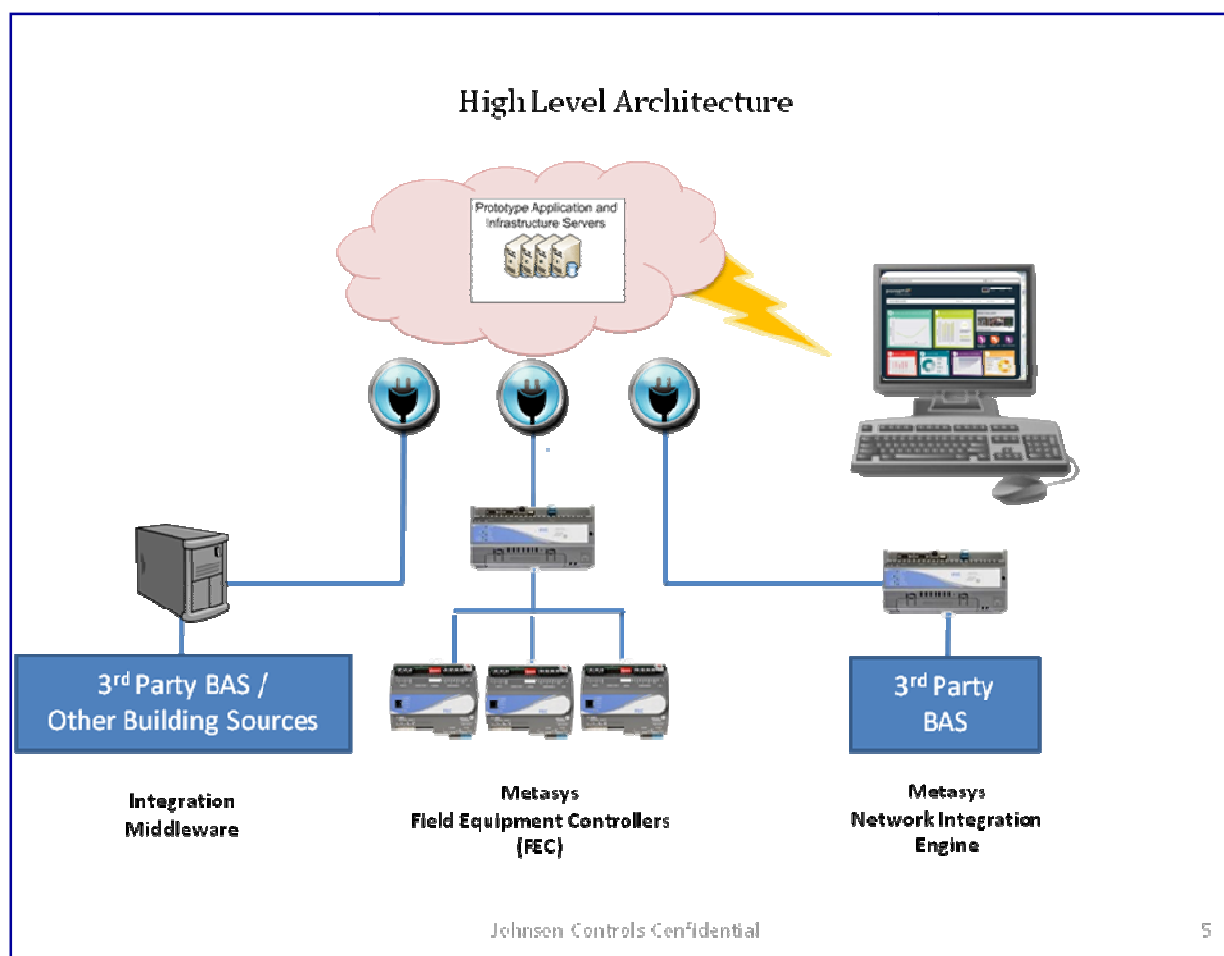 High Level Architecture
Prototype Application and
Infrastructure Servers
3rd Party BAS /
Other Building Sources
3rd Party
BAS
Integration
Middleware
Metasys
Field Equipment Controllers
(FEC)
Metasys
Network Integration
Engine
Johnson Controls Confidential
5